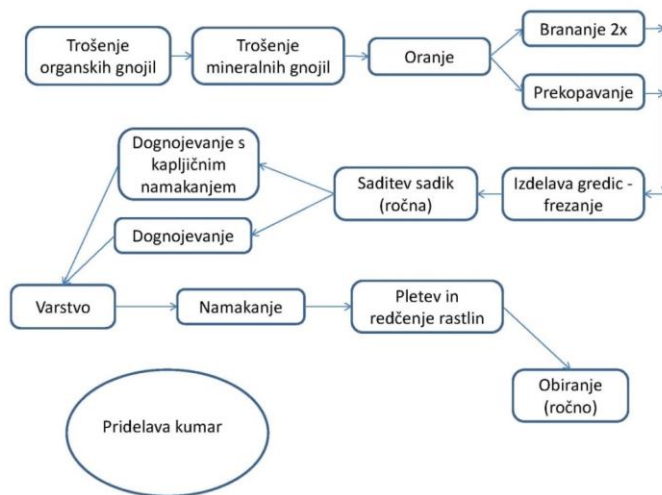 Trošenje
organskih gnojil
Trošenje
mineralnih gnojil
Oranje
Brananje 2x
Prekopavanje
Dognojevanje s
kapljičnim
namakanjem
Dognojevanje
Saditev sadik
(ročna)
Izdelava gredic -
frezanje
Varstvo
Namakanje
Pletev in
redčenje rastlin
Obiranje
(ročno)
Pridelava kumar